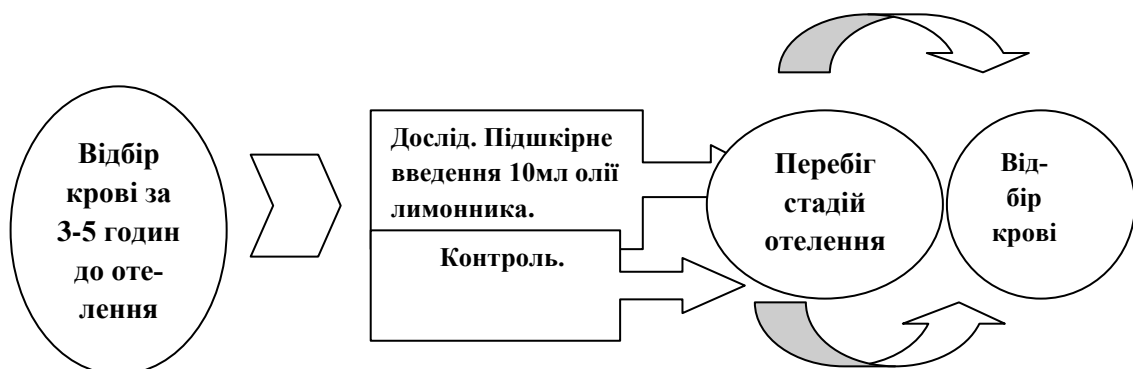 Відбір
крові за
3-5 годин
до оте-
лення
Дослід. Підшкірне
введення 10мл олії
лимонника.
Контроль.
Перебіг
стадій
отелення
Від-
бір
крові